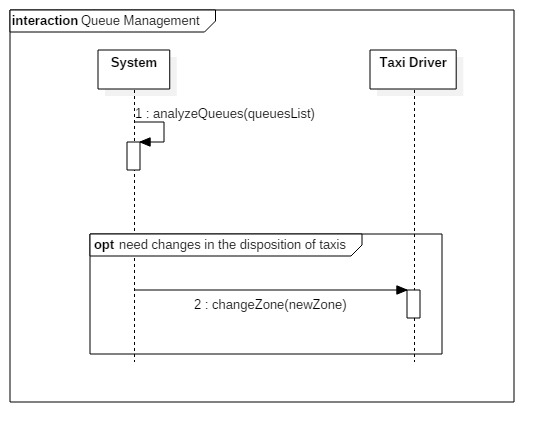 interaction Queue Management
System
Taxi Driver
1 : analyzeQueues(queuesList)
opt need changes in the disposition of taxis
2 : changeZone(newZone)